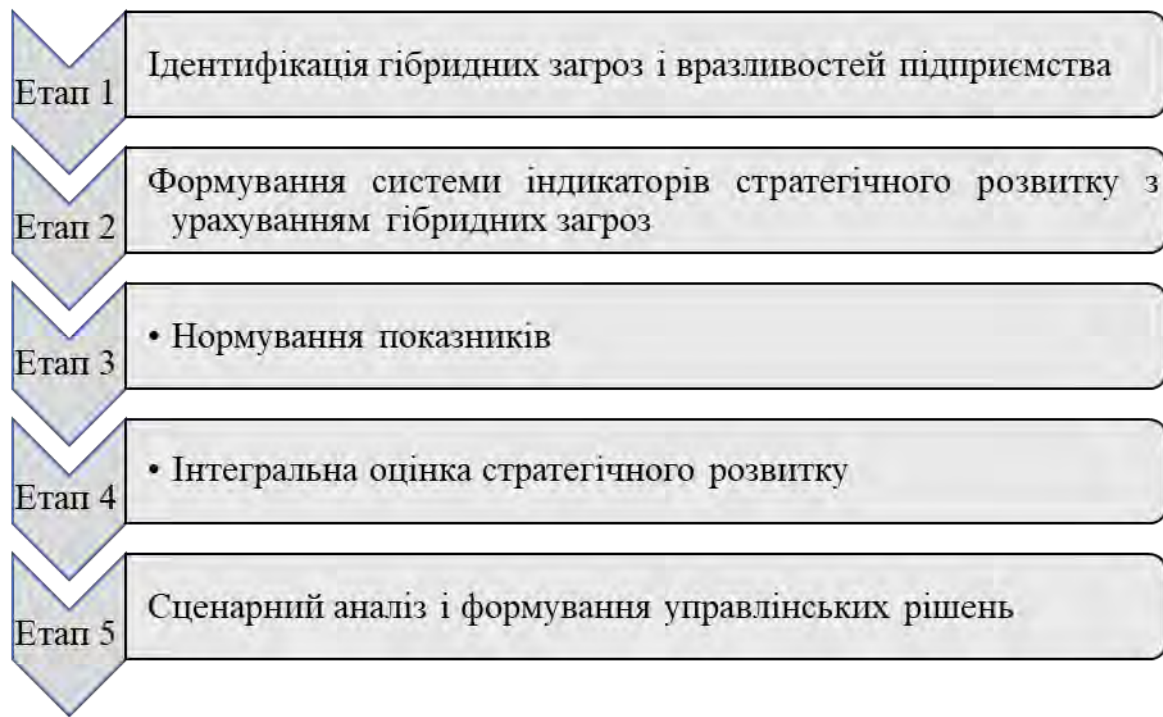 Етап 1
Ідентифікація гібридних загроз і вразливостей підприємства
Етап 2
Формування системи індикаторів стратегічного розвитку з
урахуванням гібридних загроз
Етап 3
• Нормування показників
Етап 4
• Інтегральна оцінка стратегічного розвитку
Етап 5
Сценарний аналіз і формування управлінських рішень